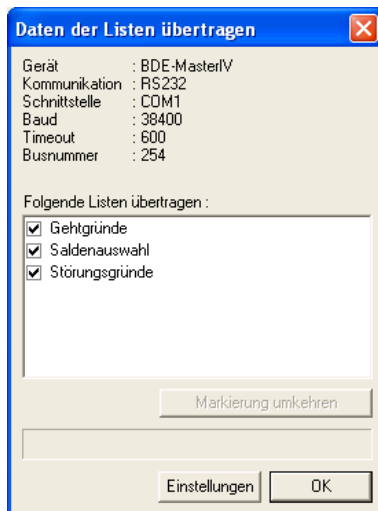 Daten der Listen übertragen
Gerät : BDE-MasterIV
Kommunikation : RS232
Schnittstelle : COM1
Baud : 38400
Timeout : 600
Busnummer : 254
Folgende Listen übertragen :
Gehtgründe
Saldenauswahl
Störungsgründe
Markierung umkehren
Einstellungen OK